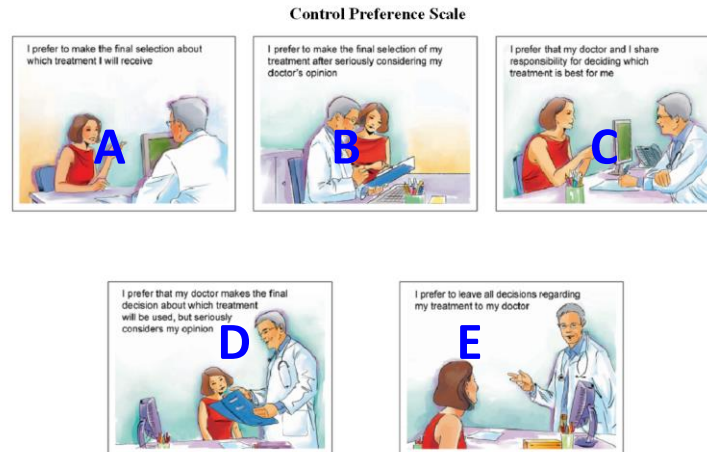 Control Preference Scale
I prefer to make the final selection about
which treatment I will receive
A
I prefer to make the final selection of my
treatment after seriously considering my
doctor's opinion
B
I prefer that my doctor and I share
responsibility for deciding which
treatment is best for me
C
I prefer that my doctor makes the final
decision about which treatment
will be used, but seriously
considers my opinion
D
I prefer to leave all decisions regarding
my treatment to my doctor
E